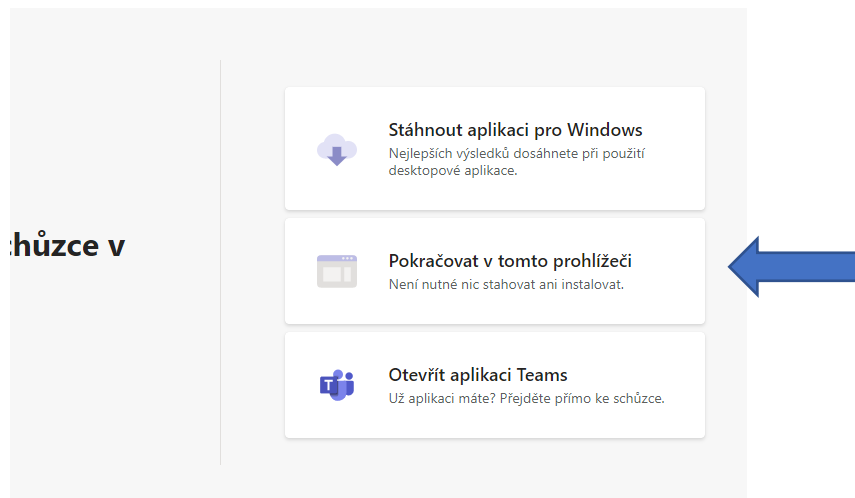 Stáhnout aplikaci pro Windows
Nejlepších výsledků dosáhnete při použití
desktopové aplikace.
chůzce v
Pokračovat v tomto prohlížeči
Není nutné nic stahovat ani instalovat.
T
Otevřít aplikaci Teams
Už aplikaci máte? Přejděte přímo ke schůzce.